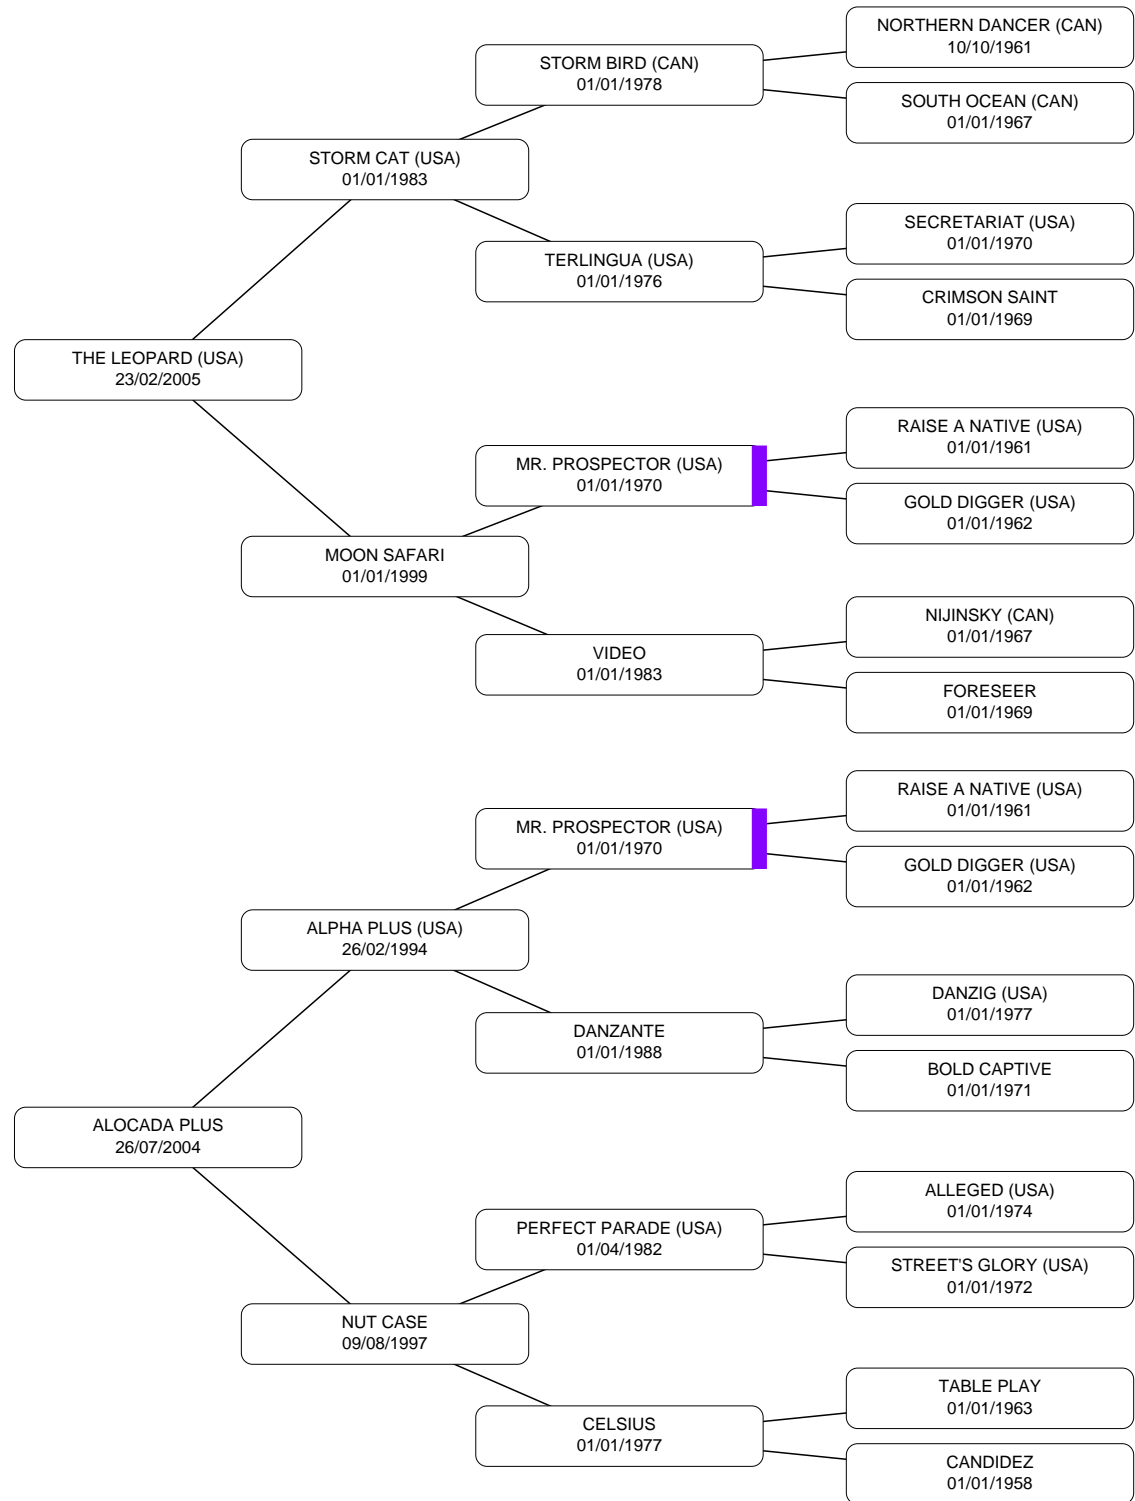 NORTHERN DANCER (CAN)
10/10/1961
STORM BIRD (CAN)
01/01/1978
SOUTH OCEAN (CAN)
01/01/1967
STORM CAT (USA)
01/01/1983
SECRETARIAT (USA)
01/01/1970
TERLINGUA (USA)
01/01/1976
CRIMSON SAINT
01/01/1969
THE LEOPARD (USA)
23/02/2005
RAISE A NATIVE (USA)
01/01/1961
MR. PROSPECTOR (USA)
01/01/1970
GOLD DIGGER (USA)
01/01/1962
MOON SAFARI
01/01/1999
NIJINSKY (CAN)
01/01/1967
VIDEO
01/01/1983
FORESEER
01/01/1969
RAISE A NATIVE (USA)
01/01/1961
MR. PROSPECTOR (USA)
01/01/1970
GOLD DIGGER (USA)
01/01/1962
ALPHA PLUS (USA)
26/02/1994
DANZIG (USA)
01/01/1977
DANZANTE
01/01/1988
BOLD CAPTIVE
01/01/1971
ALOCADA PLUS
26/07/2004
ALLEGED (USA)
01/01/1974
PERFECT PARADE (USA)
01/04/1982
STREET'S GLORY (USA)
01/01/1972
NUT CASE
09/08/1997
TABLE PLAY
01/01/1963
CELSIUS
01/01/1977
CANDIDEZ
01/01/1958